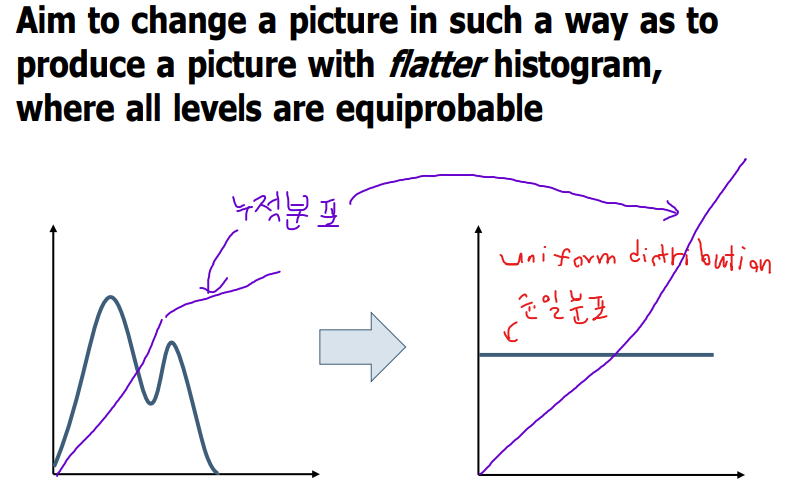 Aim to change a picture in such a way as to
produce a picture with flatter histogram,
where all levels are equiprobable
누적분포
uniform distribution
순일분포